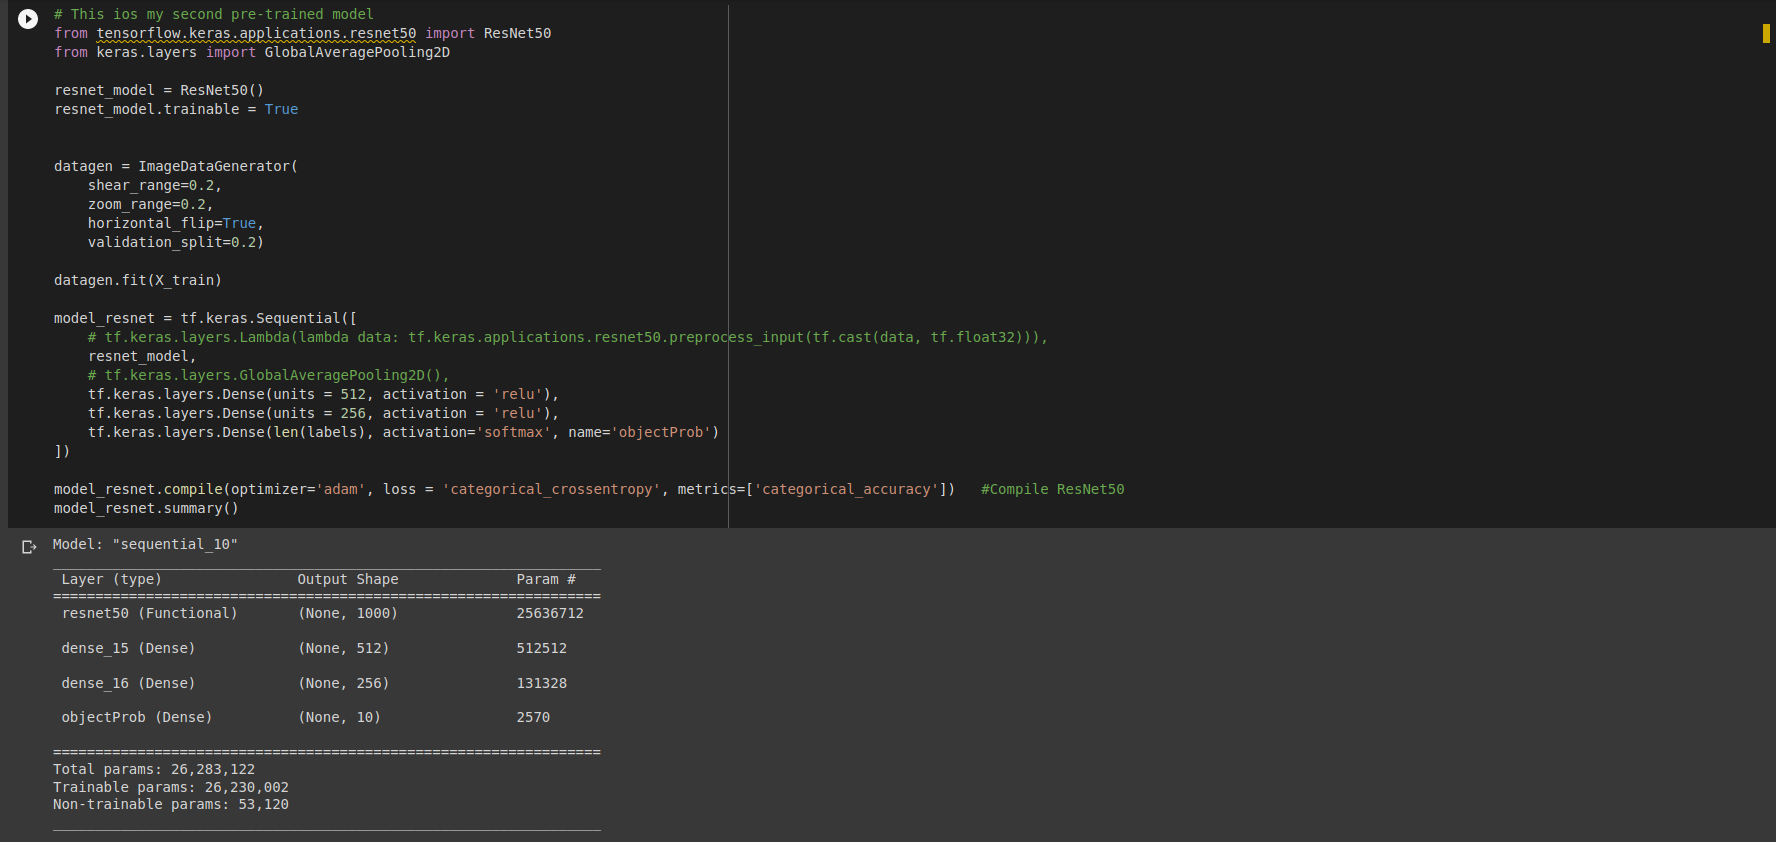 # This ios my second pre-trained model
from tensorflow.keras.applications.resnet50 import ResNet50
from keras.layers import GlobalAveragePooling2D
resnet_model = ResNet50()
resnet_model.trainable = True
datagen = ImageDataGenerator(
    shear_range=0.2,
    zoom_range=0.2,
    horizontal_flip=True,
    validation_split=0.2)
datagen.fit(X_train)
model_resnet = tf.keras.Sequential([
    # tf.keras.layers.Lambda(lambda data: tf.keras.applications.resnet50.preprocess_input(tf.cast(data, tf.float32))),
    resnet_model,
    # tf.keras.layers.GlobalAveragePooling2D(),
    tf.keras.layers.Dense(units = 512, activation = 'relu'),
    tf.keras.layers.Dense(units = 256, activation = 'relu'),
    tf.keras.layers.Dense(len(labels), activation='softmax', name='objectProb')
])
model_resnet.compile(optimizer='adam', loss = 'categorical_crossentropy', metrics=['categorical_accuracy'])   #Compile ResNet50
model_resnet.summary()
Model: "sequential_10"
_________________________________________________________________
 Layer (type)                Output Shape              Param #
=================================================================
 resnet50 (Functional)       (None, 1000)              25636712
 dense_15 (Dense)            (None, 512)               512512
 dense_16 (Dense)            (None, 256)               131328
 objectProb (Dense)          (None, 10)                2570
=================================================================
Total params: 26,283,122
Trainable params: 26,230,002
Non-trainable params: 53,120
_________________________________________________________________